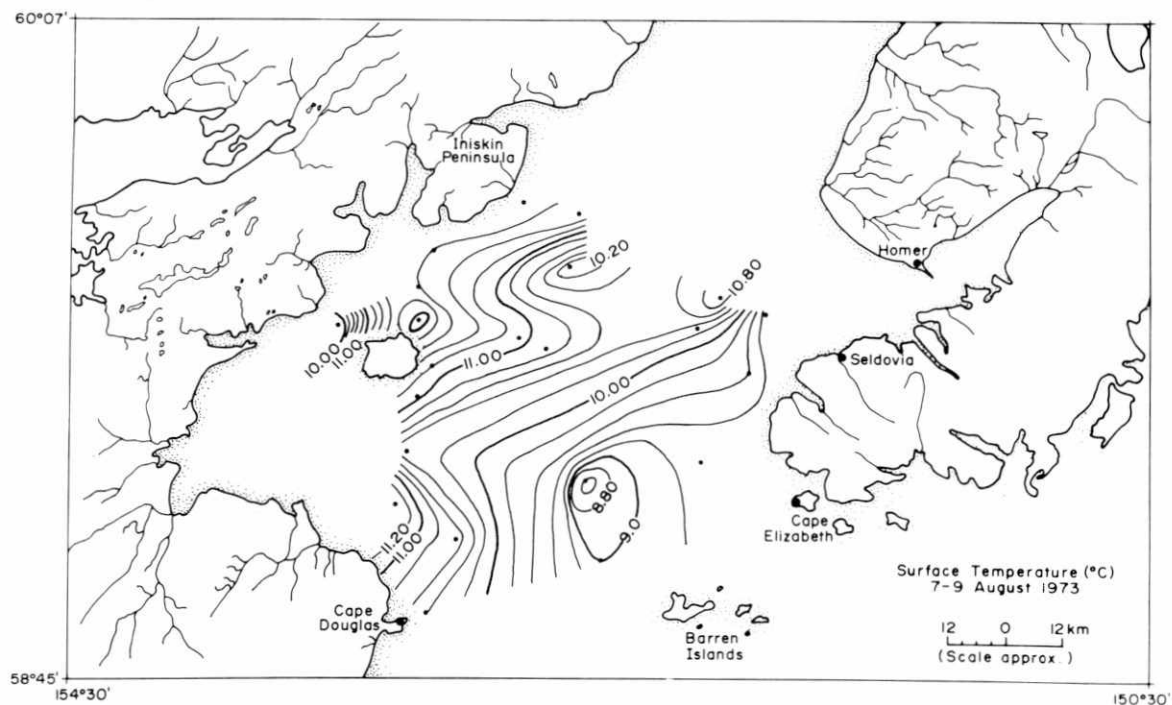 60°07'
Iniskin
Peninsula
10.20
Homer
10.80
10.00
11.00
11.00
Seldovia
10.00
8.80
9.0
Cape
Elizabeth
11.20
11.00
Surface Temperature (°C)
7-9 August 1973
Cape
Douglas
Barren
Islands
12 0 12 km
(Scale approx.)
58°45'
154°30'
150°30'